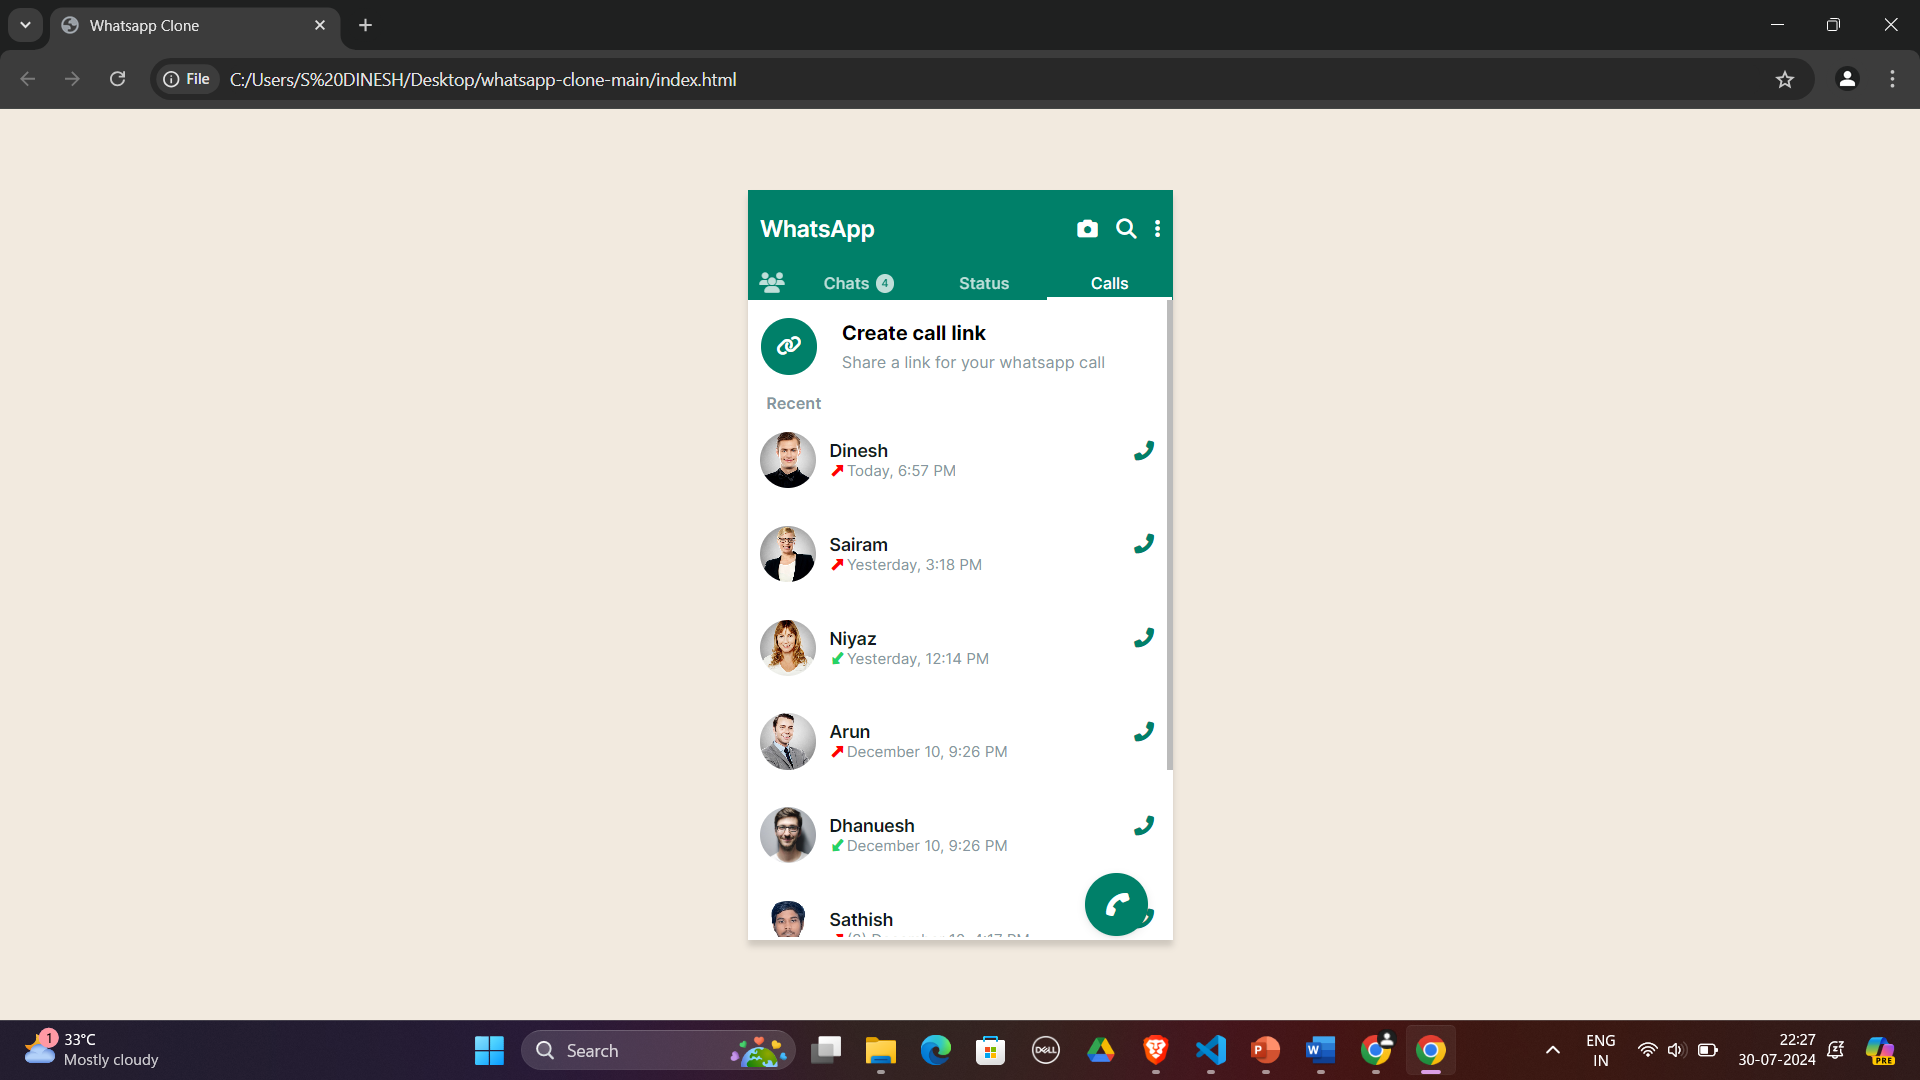 Whatsapp Clone
File C:/Users/S%20DINESH/Desktop/whatsapp-clone-main/index.html
WhatsApp
Chats 4 Status Calls
Create call link
Share a link for your whatsapp call
Recent
Dinesh
Today, 6:57 PM
Sairam
Yesterday, 3:18 PM
Niyaz
Yesterday, 12:14 PM
Arun
December 10, 9:26 PM
Dhanuesh
December 10, 9:26 PM
Sathish
1 33°C
Mostly cloudy
Search
DELL
P
W
ENG
IN
22:27
30-07-2024
PRE